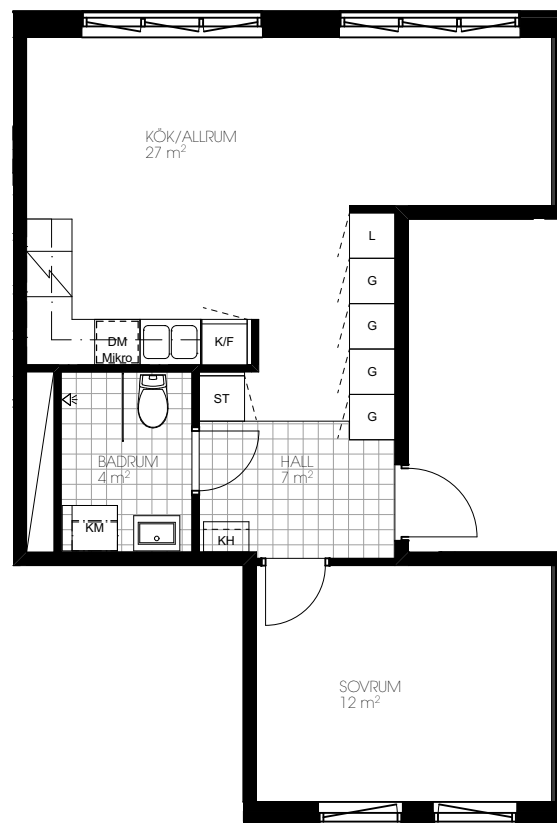 KÖK/ALLRUM
27 m²
L
G
G
G
G
DM
Mikro
K/F
ST
BADRUM
4 m²
HALL
7 m²
KM
KH
SOVRUM
12 m²